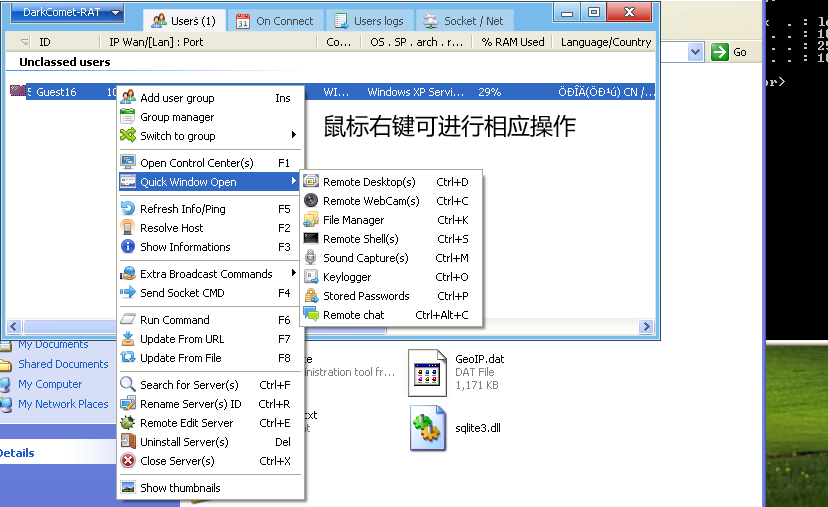 DarkComet-RAT
Users (1)
On Connect
Users logs
Socket / Net
ID
IP Wan/[Lan] : Port
Co...
OS . SP . arch . r...
% RAM Used
Language/Country
Unclassed users
Guest16
10
WI...
Windows XP Servi...
29%
ÖÐÎÄ(ÖÐ¹ú) CN /...
鼠标右键可进行相应操作
Add user group Ins
Group manager
Switch to group
Open Control Center(s) F1
Quick Window Open
Refresh Info/Ping F5
Resolve Host F2
Show Informations F3
Extra Broadcast Commands
Send Socket CMD F4
Run Command F6
Update From URL F7
Update From File F8
Search for Server(s) Ctrl+F
Rename Server(s) ID Ctrl+R
Remote Edit Server Ctrl+E
Uninstall Server(s) Del
Close Server(s) Ctrl+X
Show thumbnails
Remote Desktop(s) Ctrl+D
Remote WebCam(s) Ctrl+C
File Manager Ctrl+K
Remote Shell(s) Ctrl+S
Sound Capture(s) Ctrl+M
Keylogger Ctrl+O
Stored Passwords Ctrl+P
Remote chat Ctrl+Alt+C
Go
My Documents
Shared Documents
My Computer
My Network Places
Details
GeoIP.dat
DAT File
1,171 KB
sqlite3.dll